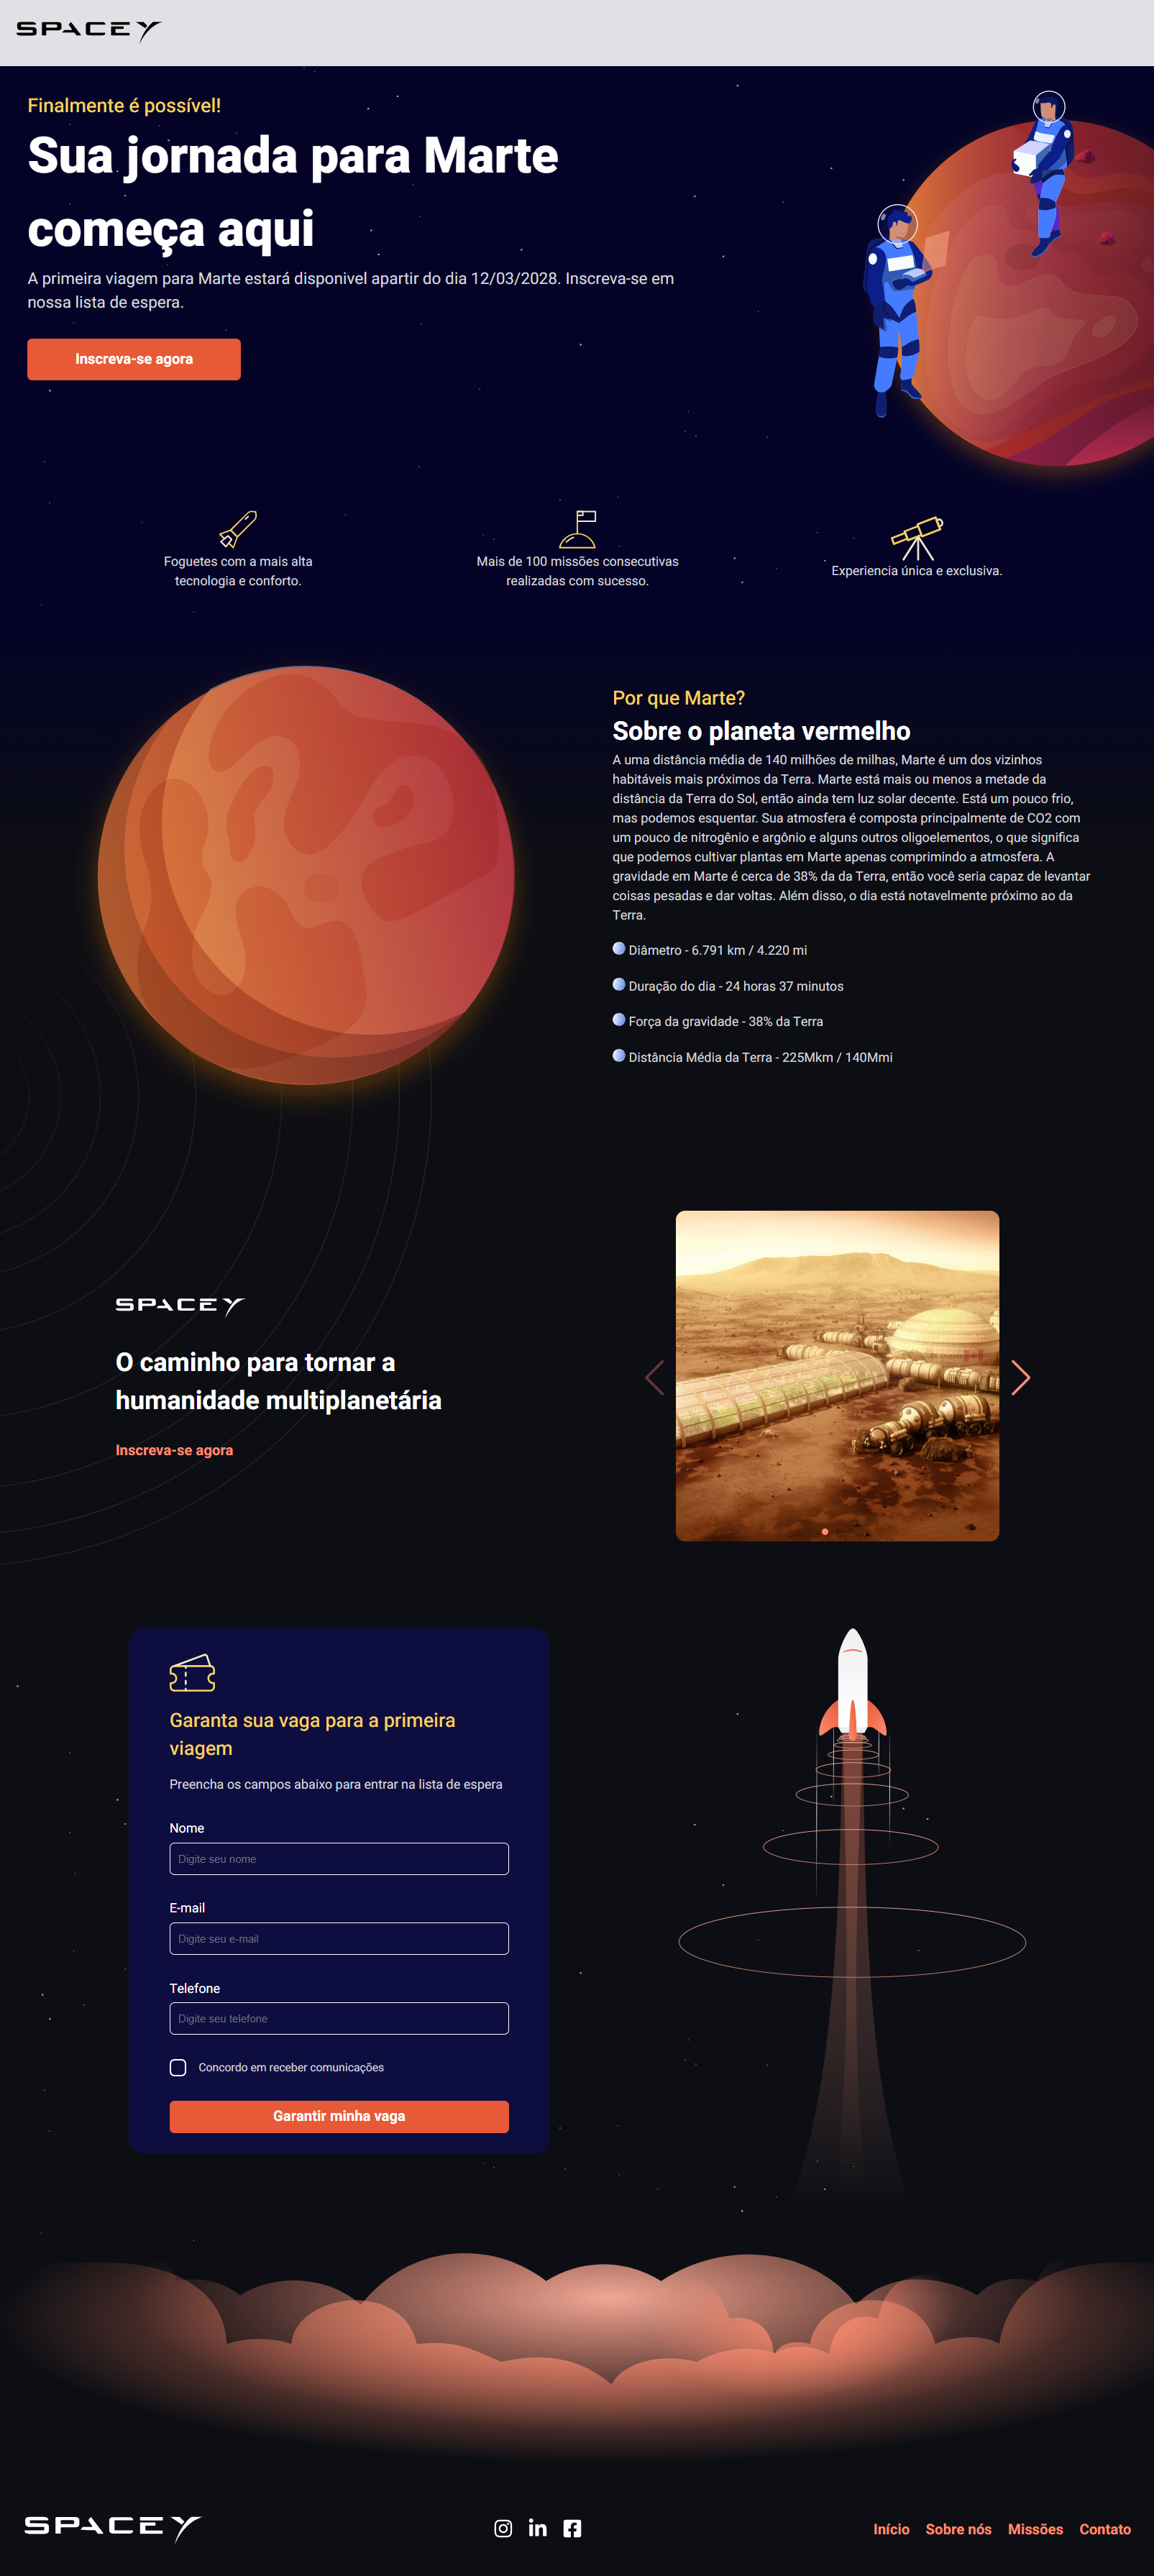 SPACEY
Finalmente é possível!
Sua jornada para Marte
começa aqui
A primeira viagem para Marte estará disponivel apartir do dia 12/03/2028. Inscreva-se em
nossa lista de espera.
Inscreva-se agora
Foguetes com a mais alta
tecnologia e conforto.
Mais de 100 missões consecutivas
realizadas com sucesso.
Experiencia única e exclusiva.
Por que Marte?
Sobre o planeta vermelho
A uma distância média de 140 milhões de milhas, Marte é um dos vizinhos
habitáveis mais próximos da Terra. Marte está mais ou menos a metade da
distância da Terra do Sol, então ainda tem luz solar decente. Está um pouco frio,
mas podemos esquentar. Sua atmosfera é composta principalmente de CO2 com
um pouco de nitrogênio e argônio e alguns outros oligoelementos, o que significa
que podemos cultivar plantas em Marte apenas comprimindo a atmosfera. A
gravidade em Marte é cerca de 38% da da Terra, então você seria capaz de levantar
coisas pesadas e dar voltas. Além disso, o dia está notavelmente próximo ao da
Terra.
Diâmetro - 6.791 km / 4.220 mi
Duração do dia - 24 horas 37 minutos
Força da gravidade - 38% da Terra
Distância Média da Terra - 225Mkm / 140Mmi
SPACEY
O caminho para tornar a
humanidade multiplanetária
Inscreva-se agora
Garanta sua vaga para a primeira
viagem
Preencha os campos abaixo para entrar na lista de espera
Nome
Digite seu nome
E-mail
Digite seu e-mail
Telefone
Digite seu telefone
Concordo em receber comunicações
Garantir minha vaga
SPACEY
Início Sobre nós Missões Contato